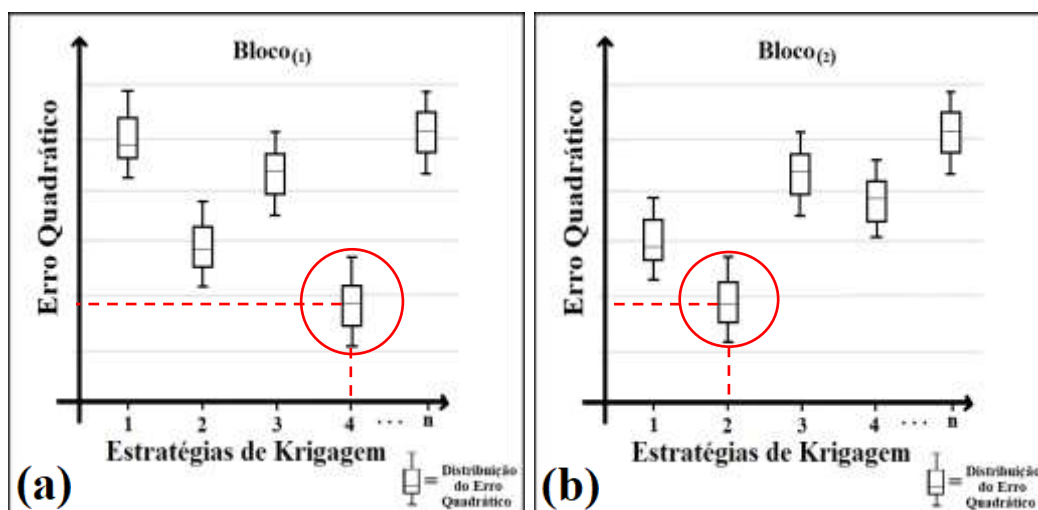 Bloco(1)
Erro Quadrático
1 2 3 4 ... n
Estratégias de Krigagem
(a)
= Distribuição
do Erro
Quadrático
Bloco(2)
Erro Quadrático
1 2 3 4 ... n
Estratégias de Krigagem
(b)
= Distribuição
do Erro
Quadrático